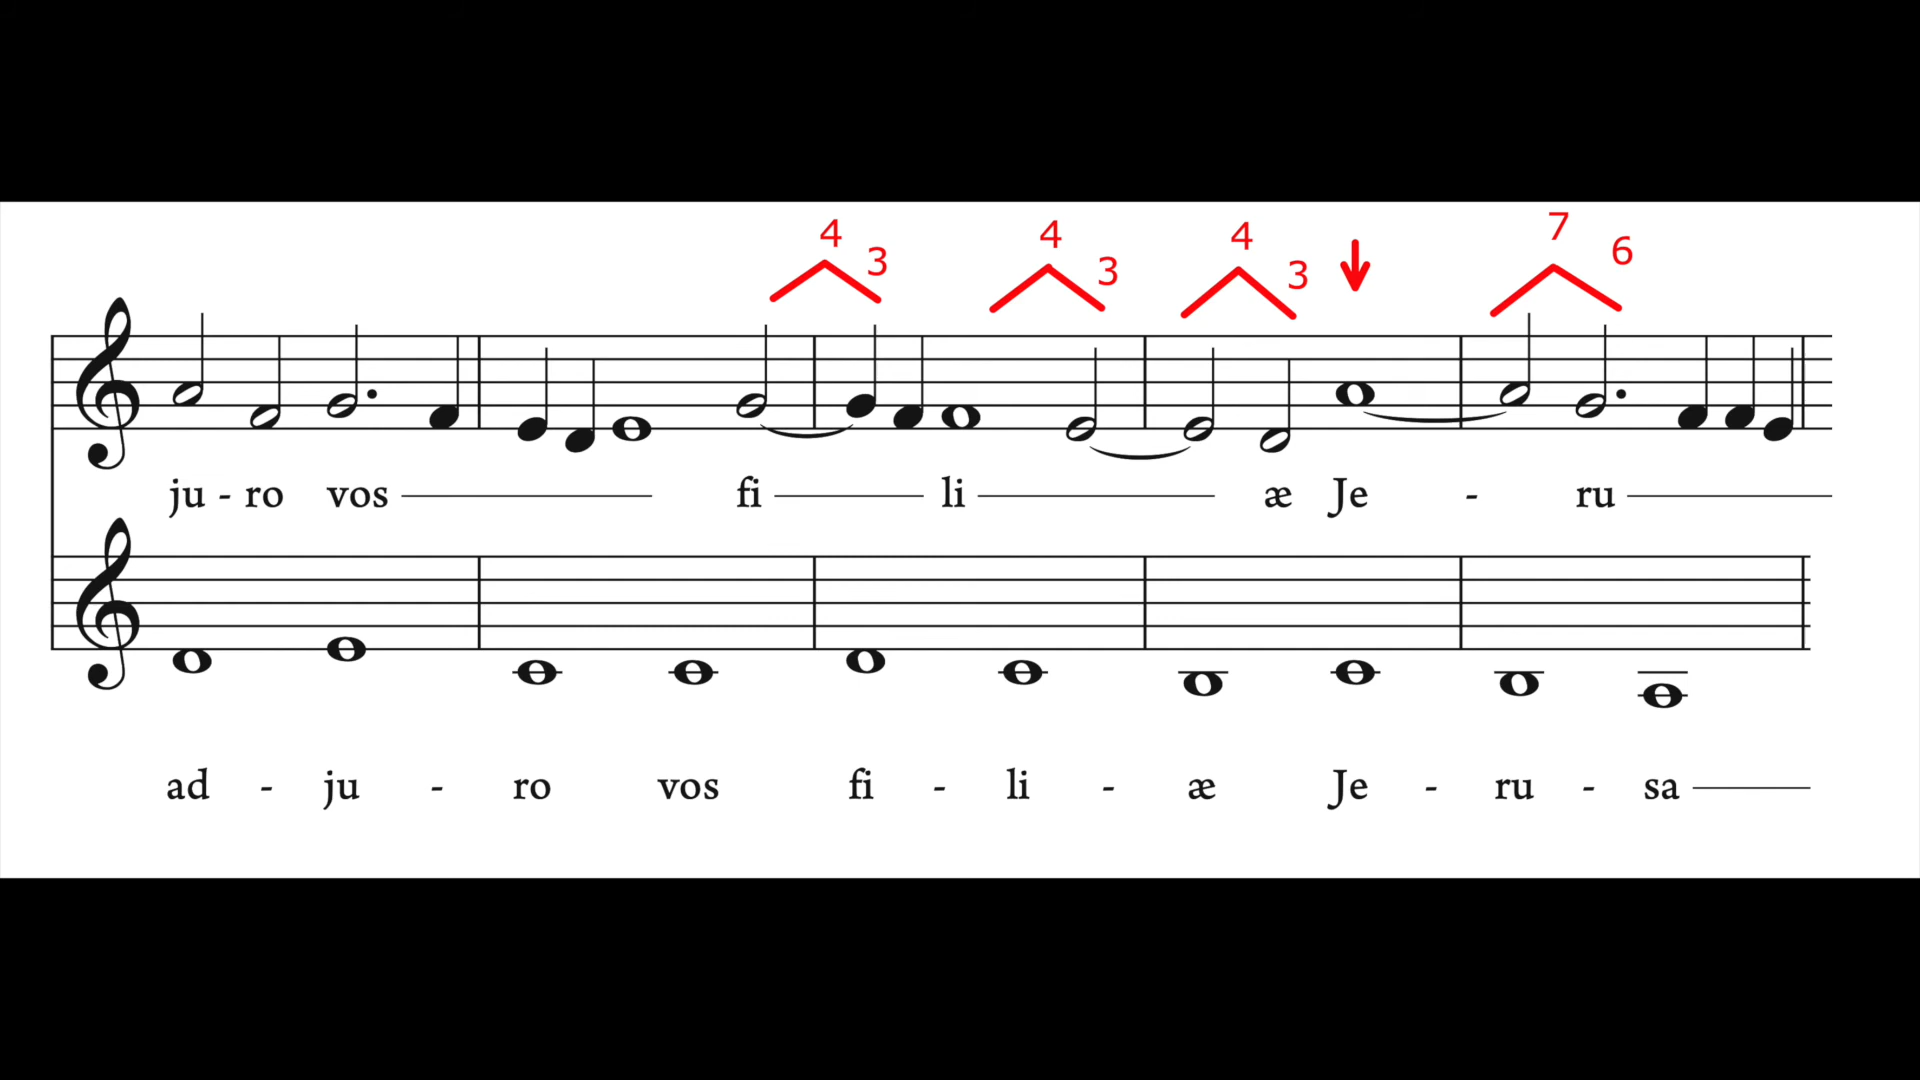 4 3 4 3 4 3 7 6
ju - ro vos fi li æ Je - ru
ad - ju - ro vos fi - li - æ Je - ru - sa